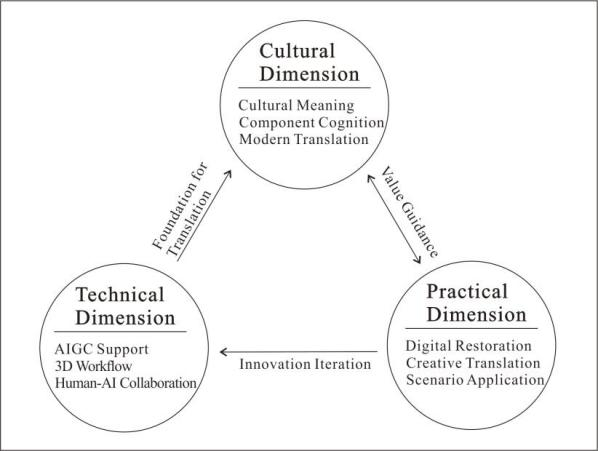 Cultural
Dimension
Cultural Meaning
Component Cognition
Modern Translation
Foundation for
Translation
Value Guidance
Technical
Dimension
AIGC Support
3D Workflow
Human-AI Collaboration
Innovation Iteration
Practical
Dimension
Digital Restoration
Creative Translation
Scenario Application